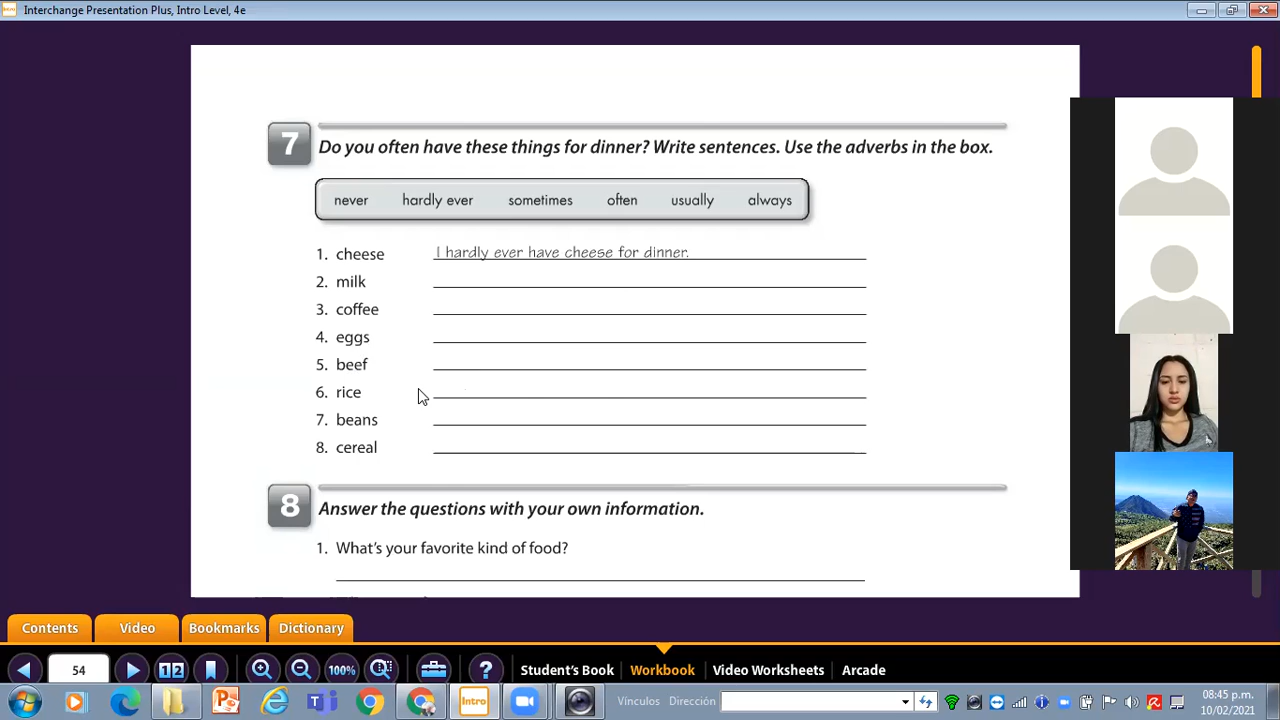 Interchange Presentation Plus, Intro Level, 4e
7 Do you often have these things for dinner? Write sentences. Use the adverbs in the box.
never hardly ever sometimes often usually always
1. cheese I hardly ever have cheese for dinner.
2. milk
3. coffee
4. eggs
5. beef
6. rice
7. beans
8. cereal
8 Answer the questions with your own information.
1. What's your favorite kind of food?
Contents Video Bookmarks Dictionary
54 12 100% ? Student's Book Workbook Video Worksheets Arcade
Intro Vínculos Dirección 08:45 p.m.
10/02/2021